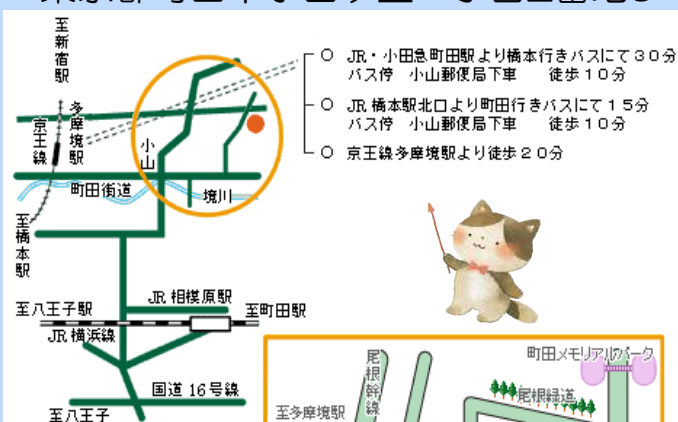 至新宿駅
多摩境駅
京王線
小山
町田街道
境川
至橋本駅
○ JR・小田急町田駅より橋本行きバスにて30分
バス停 小山郵便局下車 徒歩10分
○ JR橋本駅北口より町田行きバスにて15分
バス停 小山郵便局下車 徒歩10分
○ 京王線多摩境駅より徒歩20分
JR相模原駅
至八王子駅
至町田駅
JR横浜線
国道16号線
至八王子
尾根幹線
至多摩境駅
町田メモリアルパーク
尾根緑道